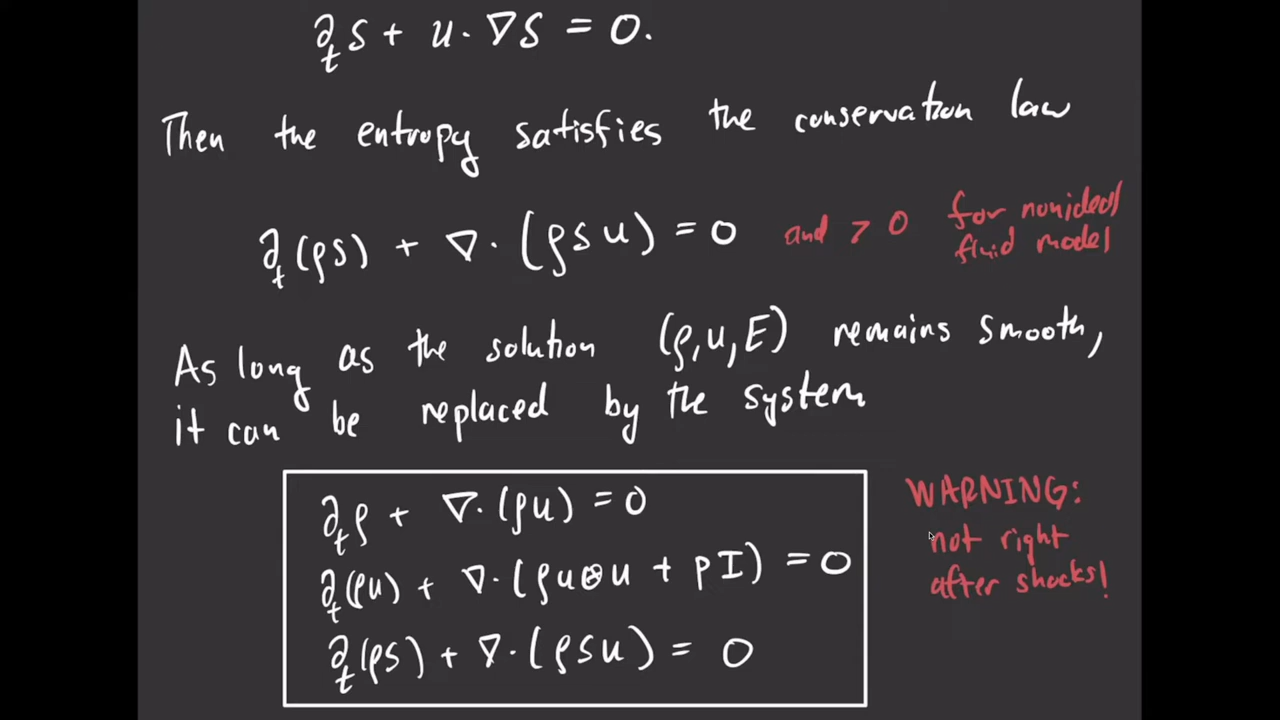 ∂ₜS + u·∇S = 0.
Then the entropy satisfies the conservation law
∂ₜ(ρs) + ∇·(ρsu) = 0 and > 0 for nonideal
fluid model
As long as the solution (ρ,u,E) remains smooth,
it can be replaced by the system
∂ₜρ + ∇·(ρu) = 0
∂ₜ(ρu) + ∇·(ρu⊗u + pI) = 0
∂ₜ(ρs) + ∇·(ρsu) = 0
WARNING:
not right
after shocks!